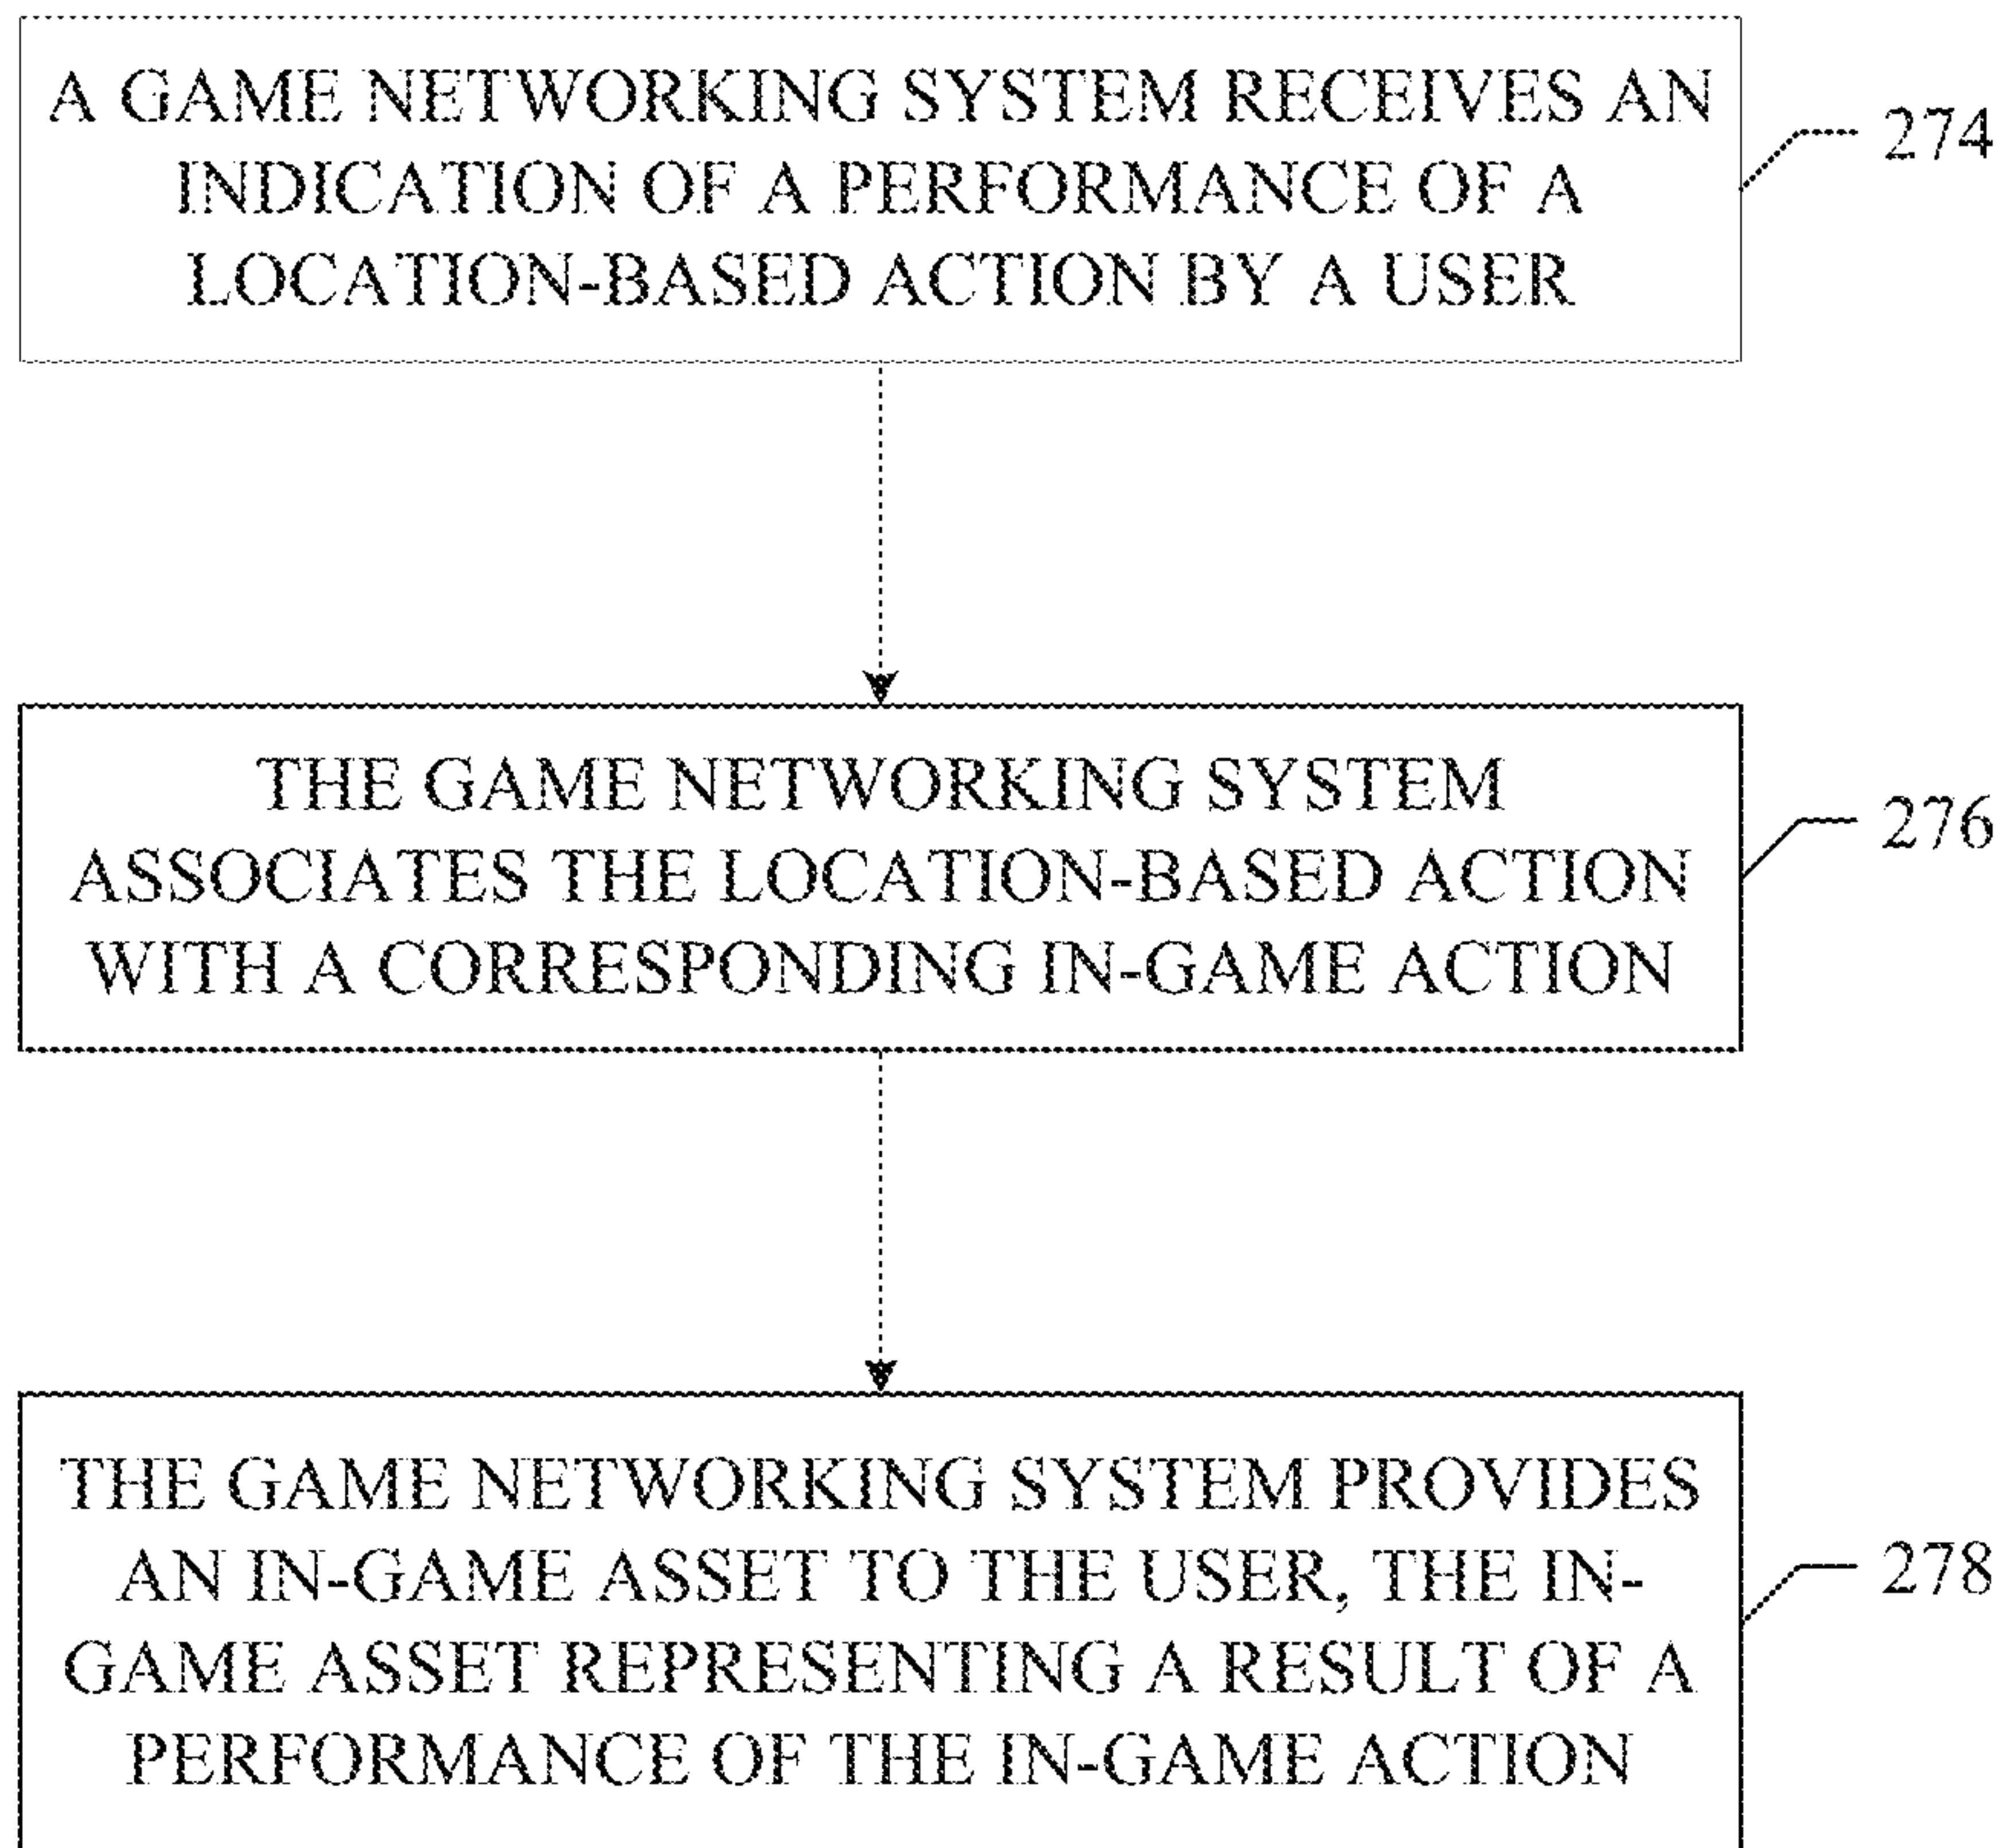 A GAME NETWORKING SYSTEM RECEIVES AN
INDICATION OF A PERFORMANCE OF A
LOCATION-BASED ACTION BY A USER
274
THE GAME NETWORKING SYSTEM
ASSOCIATES THE LOCATION-BASED ACTION
WITH A CORRESPONDING IN-GAME ACTION
276
THE GAME NETWORKING SYSTEM PROVIDES
AN IN-GAME ASSET TO THE USER, THE IN-
GAME ASSET REPRESENTING A RESULT OF A
PERFORMANCE OF THE IN-GAME ACTION
278